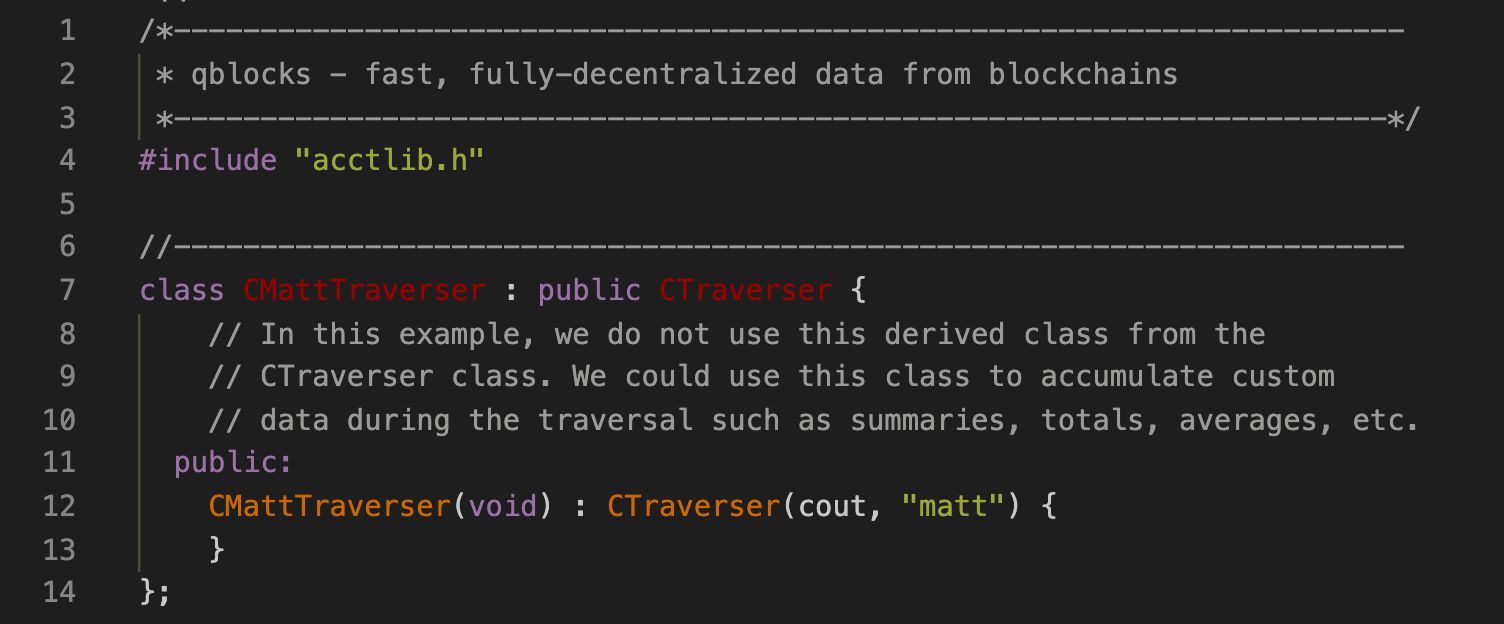 1 /*-----------------------------------------------------------------------
2 * qblocks - fast, fully-decentralized data from blockchains
3 *----------------------------------------------------------------------*/
4 #include "acctlib.h"
5
6 //-----------------------------------------------------------------------
7 class CMattTraverser : public CTraverser {
8 // In this example, we do not use this derived class from the
9 // CTraverser class. We could use this class to accumulate custom
10 // data during the traversal such as summaries, totals, averages, etc.
11 public:
12 CMattTraverser(void) : CTraverser(cout, "matt") {
13 }
14 };